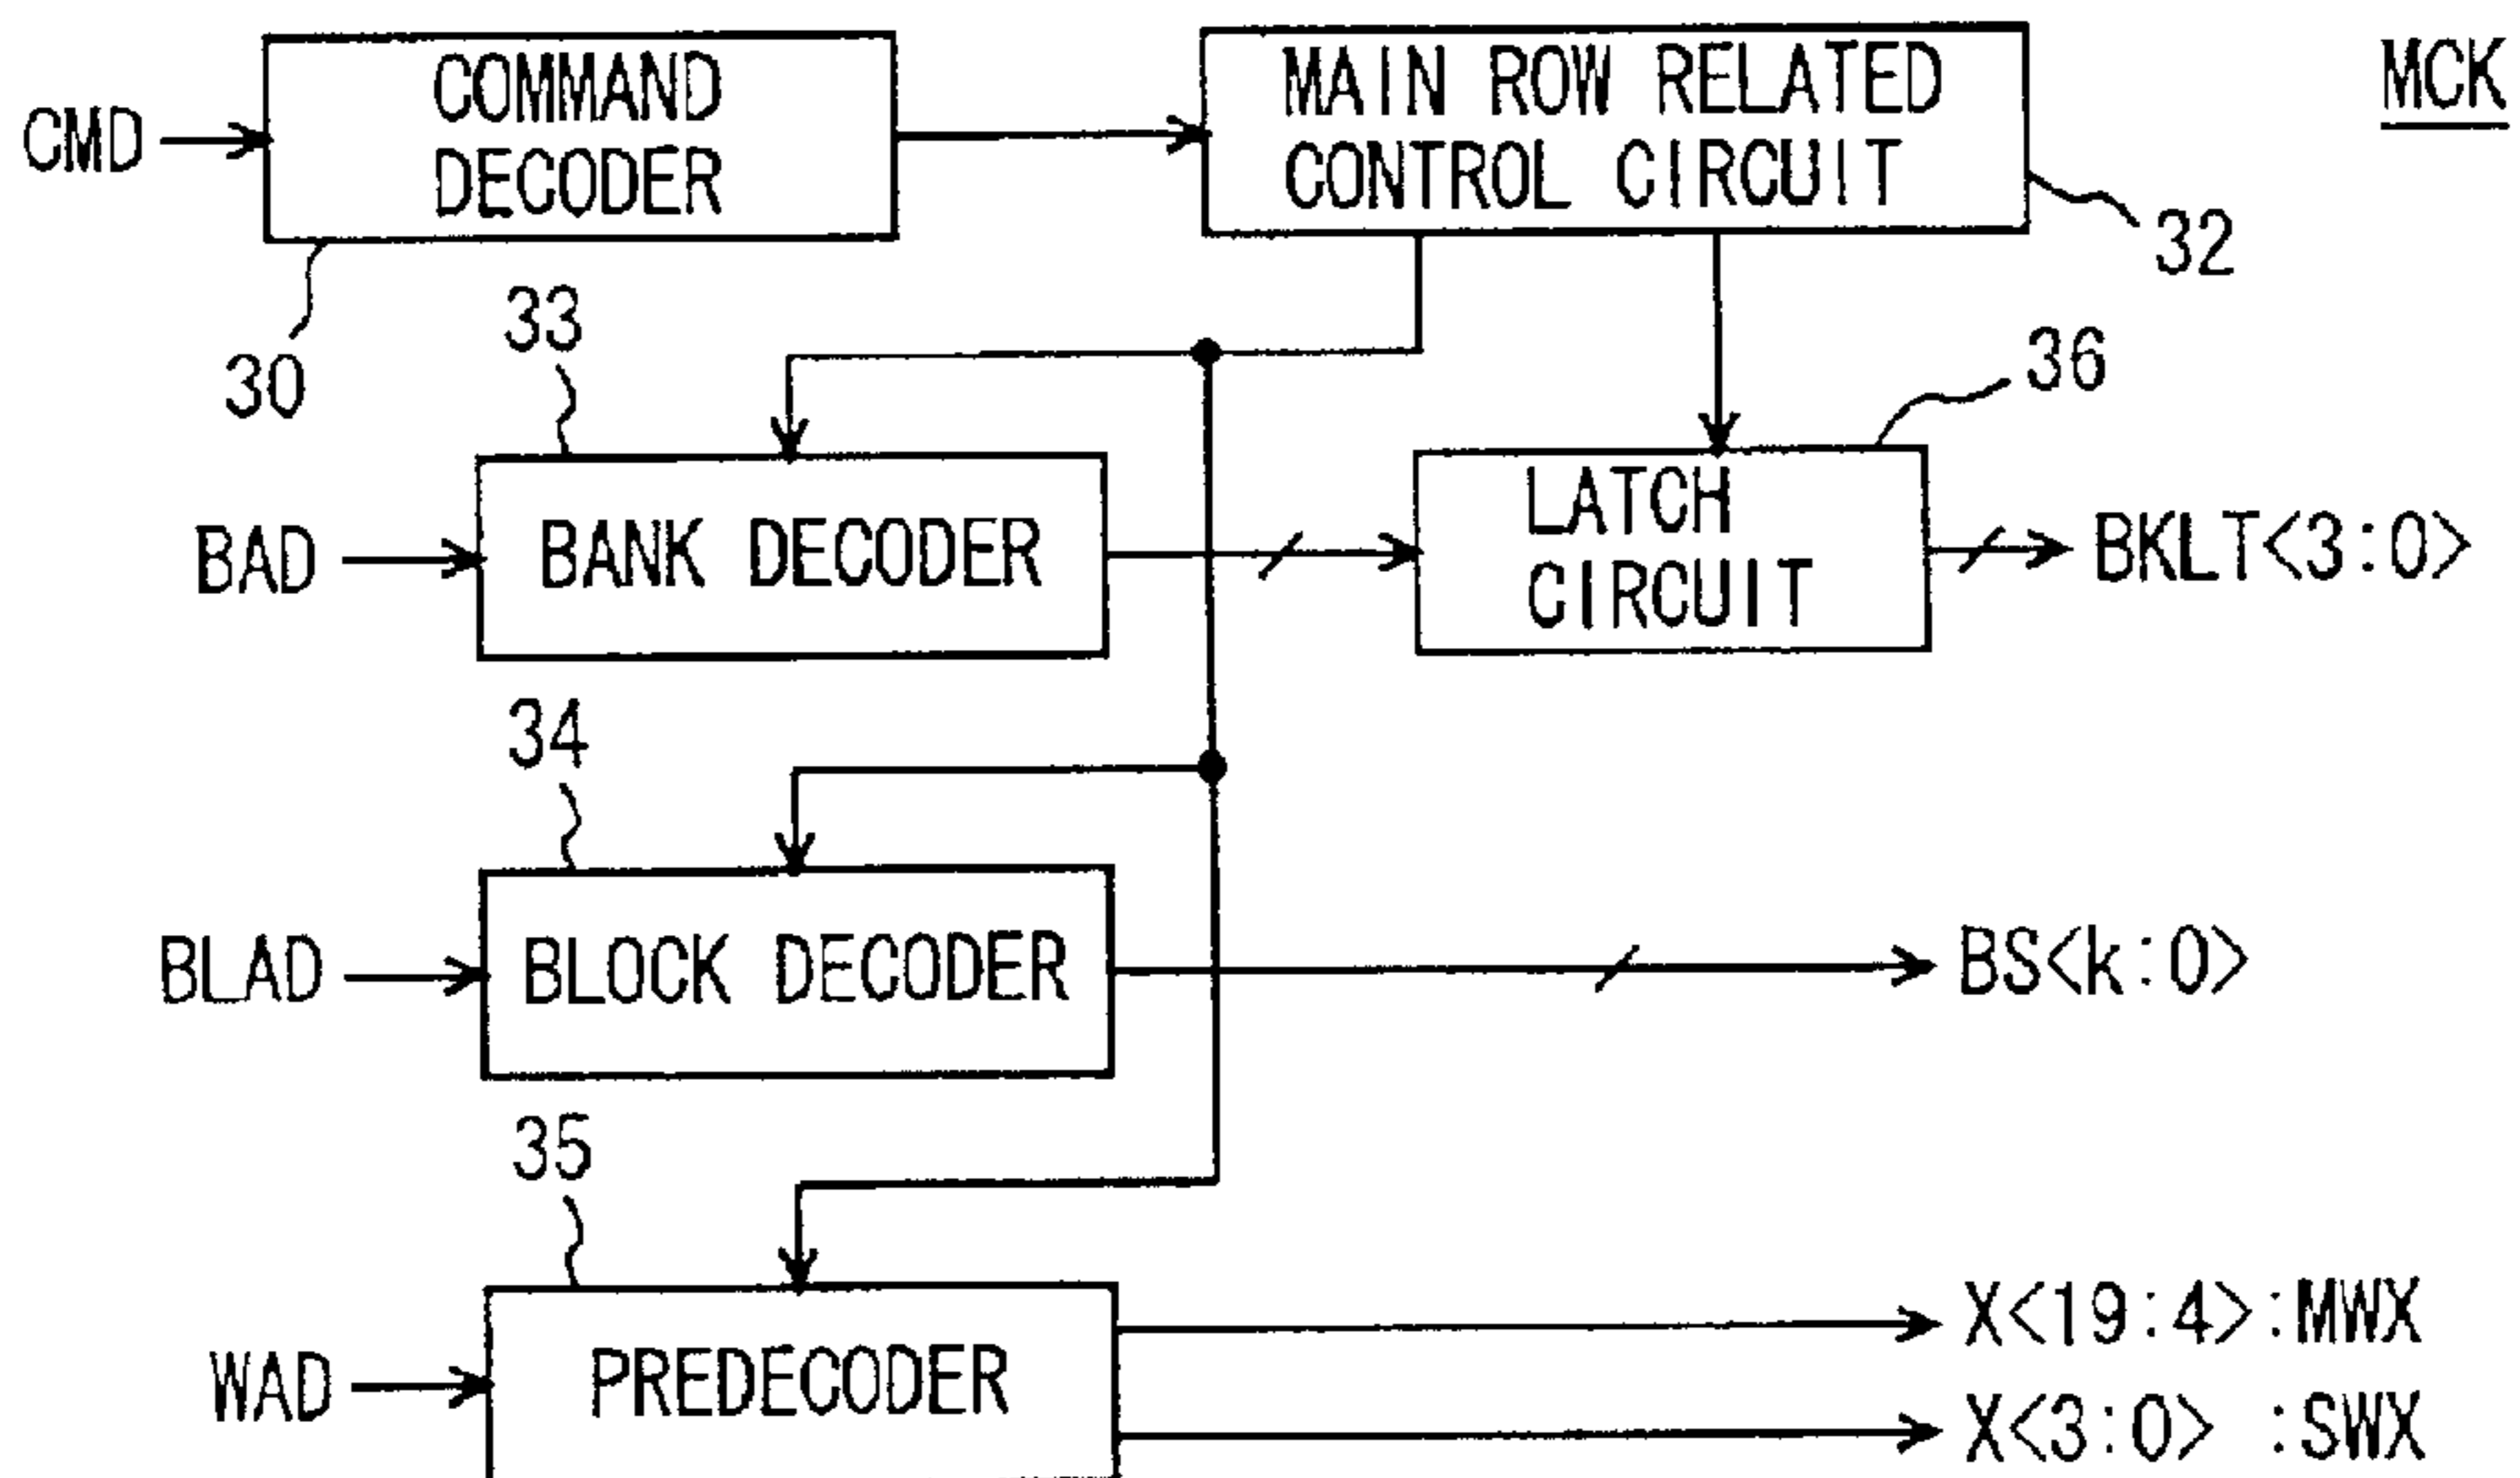 CMD
COMMAND
DECODER
MAIN ROW RELATED
CONTROL CIRCUIT
MCK
32
30
33
36
BAD
BANK DECODER
LATCH
CIRCUIT
BKLT<3:0>
34
BLAD
BLOCK DECODER
BS<k:0>
35
WAD
PREDECODER
X<19:4>:MWX
X<3:0> :SWX